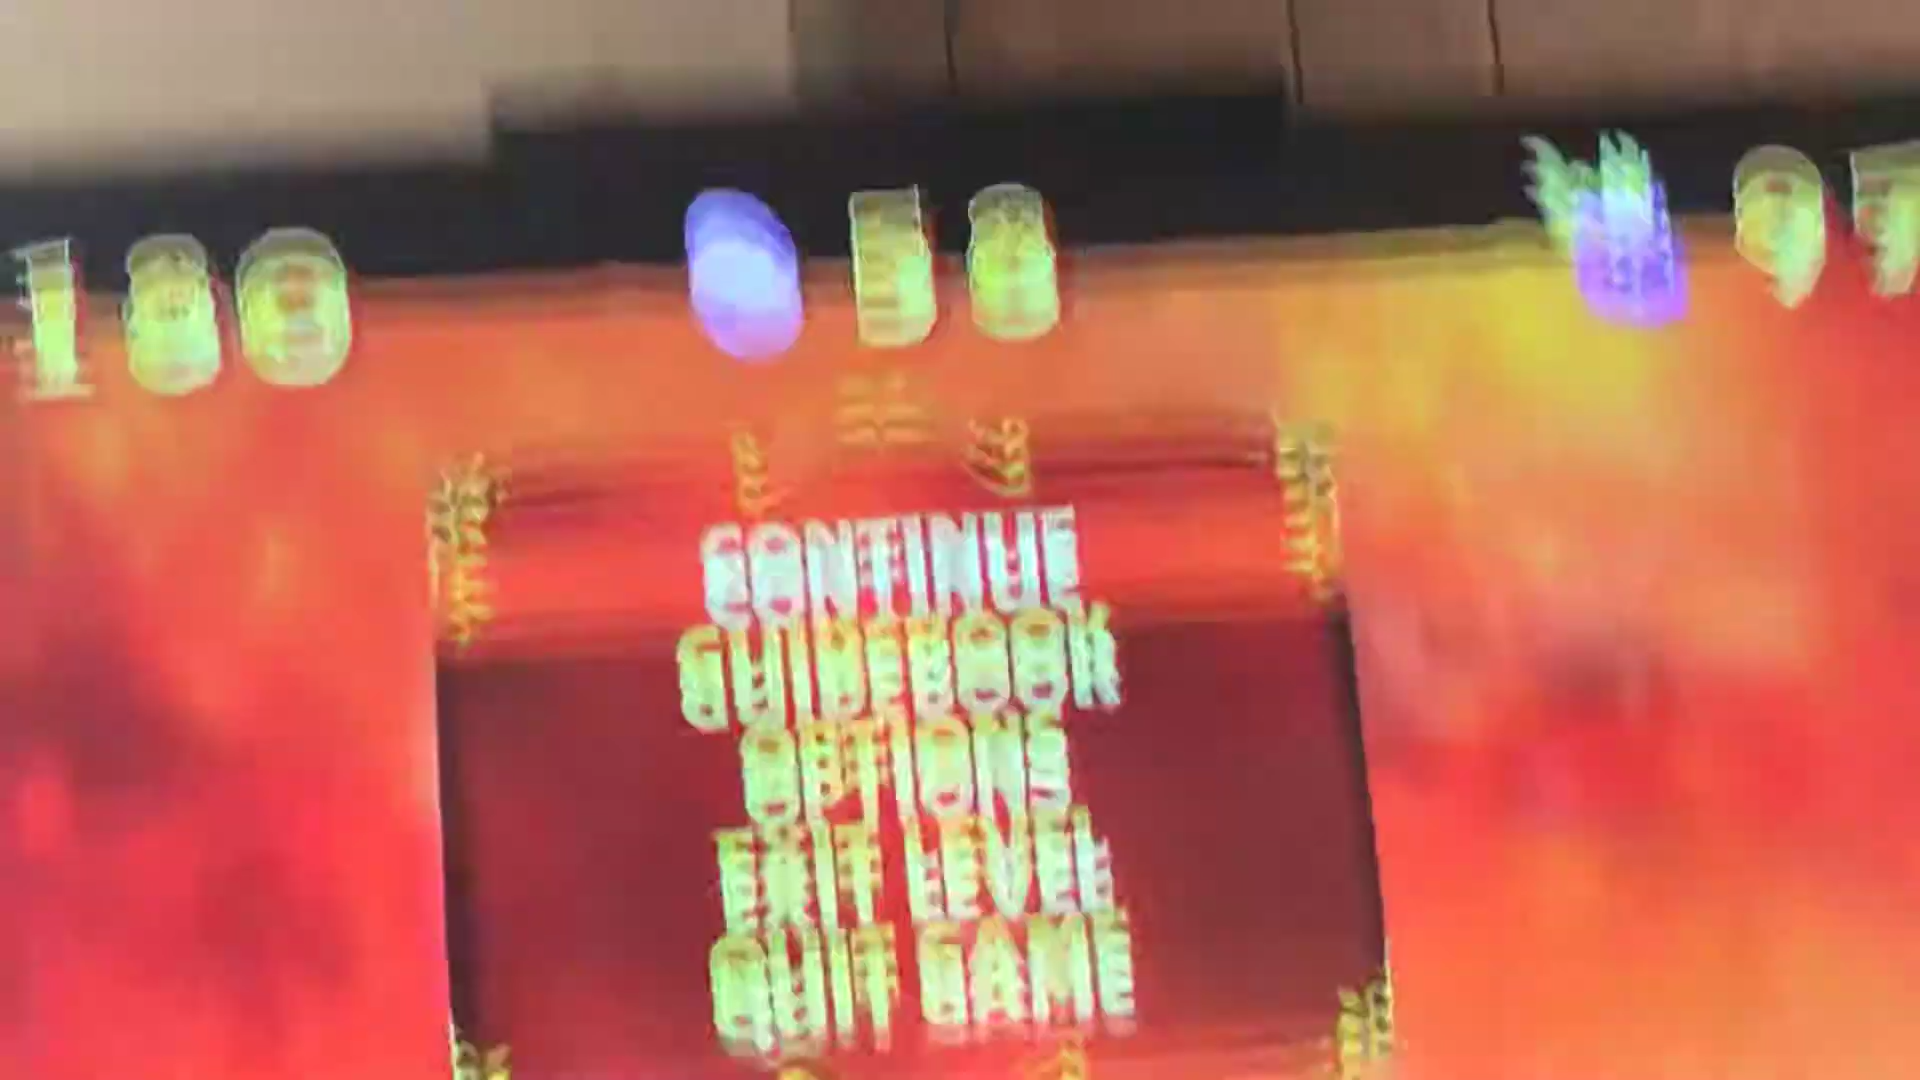 CONTINUE
GUIDEBOOK
OPTIONS
EXIT LEVEL
QUIT GAME